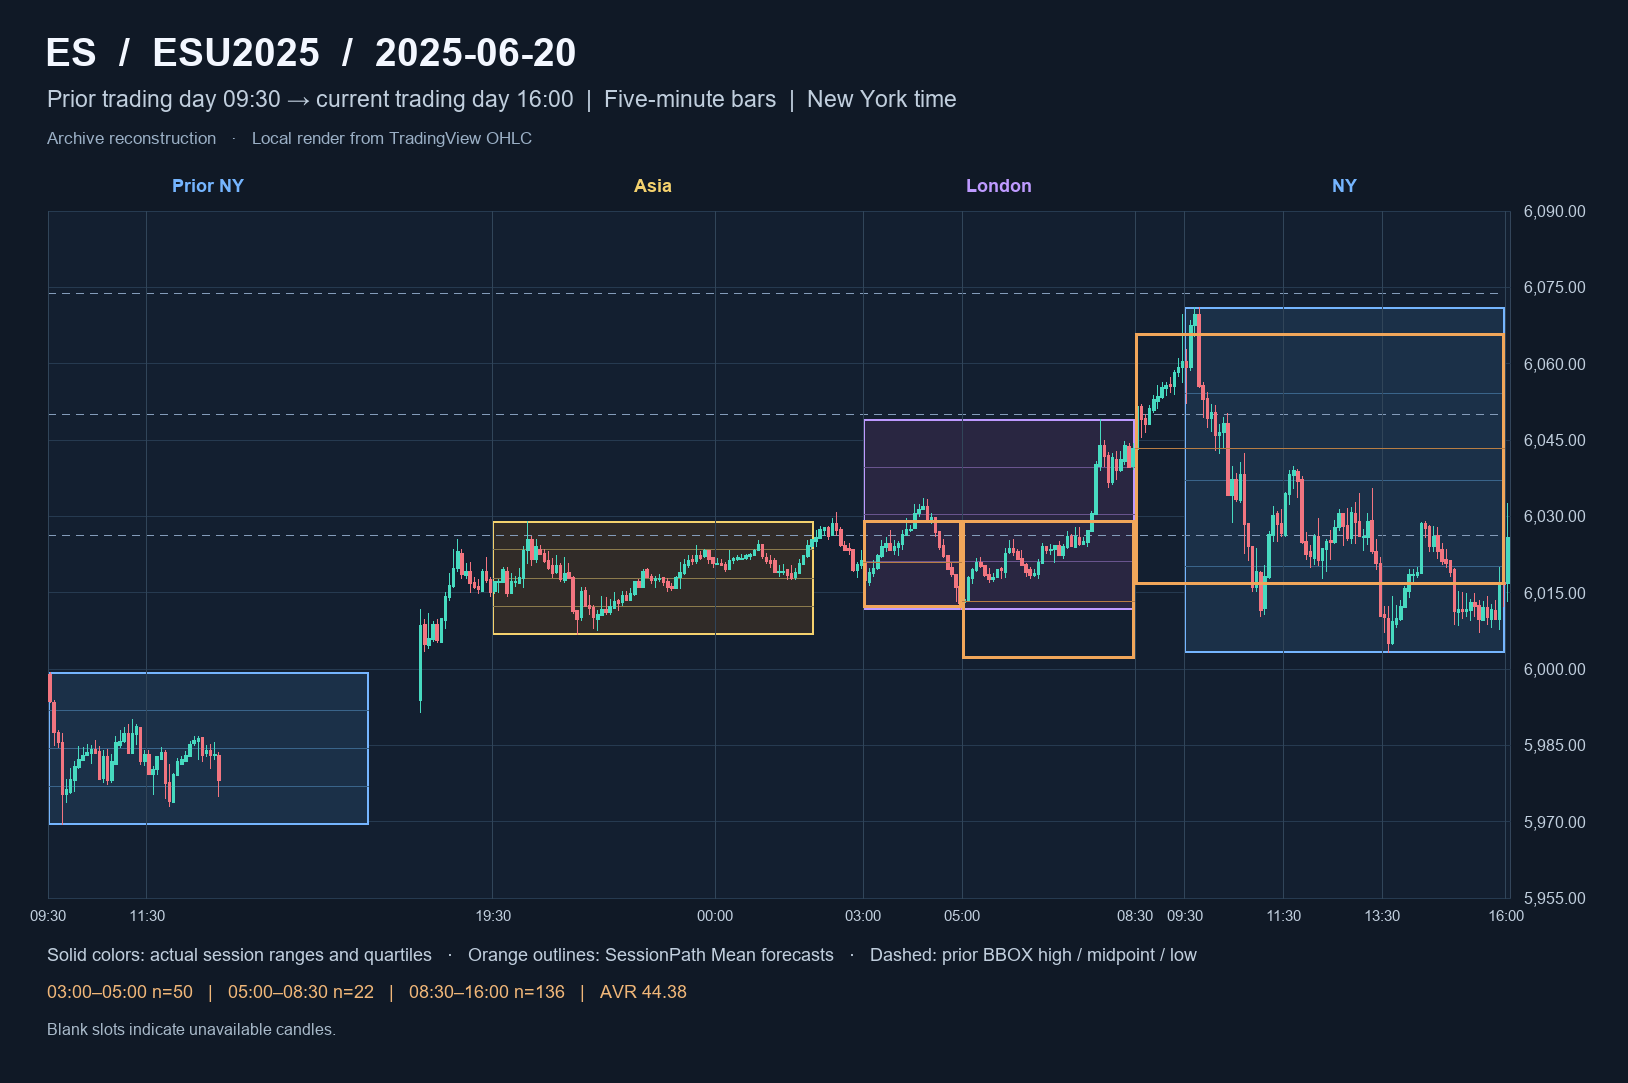 ES / ESU2025 / 2025-06-20
Prior trading day 09:30 → current trading day 16:00 | Five-minute bars | New York time
Archive reconstruction · Local render from TradingView OHLC
Prior NY Asia London NY
6,090.00
6,075.00
6,060.00
6,045.00
6,030.00
6,015.00
6,000.00
5,985.00
5,970.00
5,955.00
09:30 11:30 19:30 00:00 03:00 05:00 08:30 09:30 11:30 13:30 16:00
Solid colors: actual session ranges and quartiles · Orange outlines: SessionPath Mean forecasts · Dashed: prior BBOX high / midpoint / low
03:00–05:00 n=50 | 05:00–08:30 n=22 | 08:30–16:00 n=136 | AVR 44.38
Blank slots indicate unavailable candles.